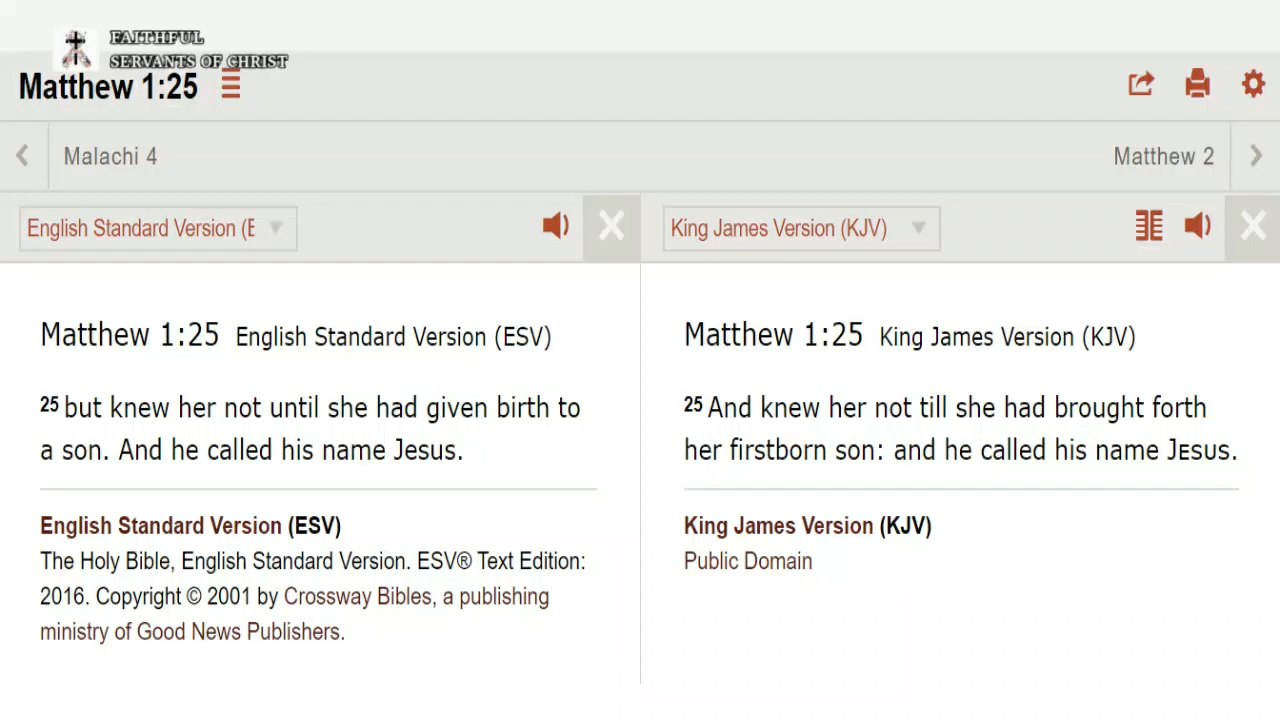 FAITHFUL
SERVANTS OF CHRIST
Matthew 1:25
Malachi 4
Matthew 2
English Standard Version (E
King James Version (KJV)
Matthew 1:25 English Standard Version (ESV)
25 but knew her not until she had given birth to
a son. And he called his name Jesus.
English Standard Version (ESV)
The Holy Bible, English Standard Version. ESV® Text Edition:
2016. Copyright © 2001 by Crossway Bibles, a publishing
ministry of Good News Publishers.
Matthew 1:25 King James Version (KJV)
25 And knew her not till she had brought forth
her firstborn son: and he called his name Jesus.
King James Version (KJV)
Public Domain